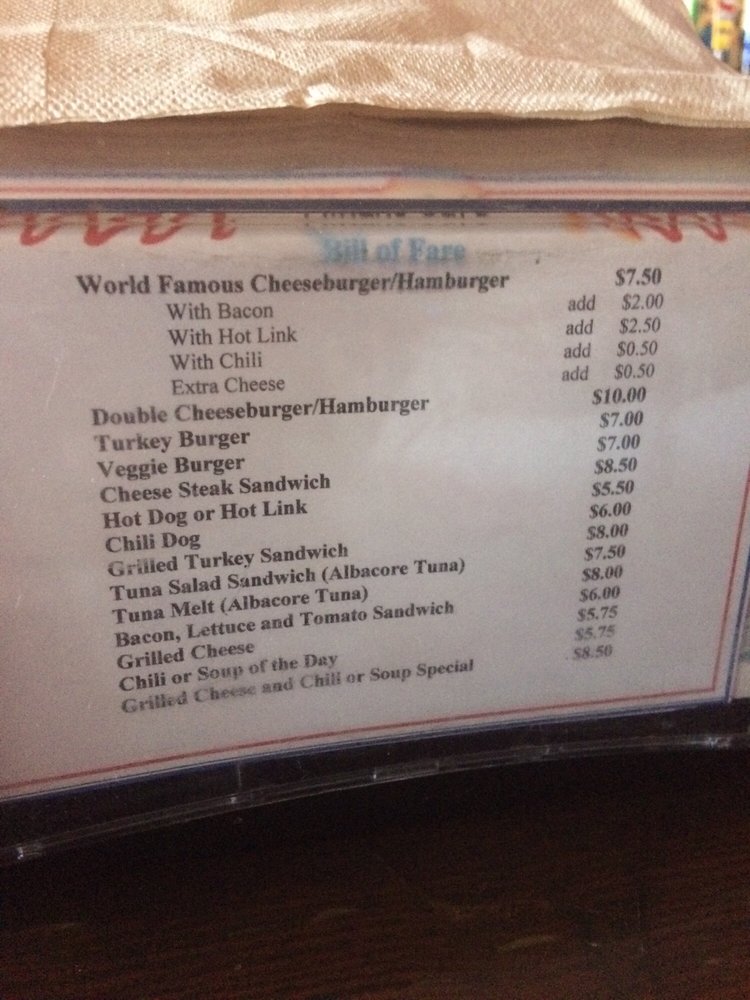 Bill of Fare
World Famous Cheeseburger/Hamburger $7.50
With Bacon add $2.00
With Hot Link add $2.50
With Chili add $0.50
Extra Cheese add $0.50
Double Cheeseburger/Hamburger $10.00
Turkey Burger $7.00
Veggie Burger $7.00
Cheese Steak Sandwich $8.50
Hot Dog or Hot Link $5.50
Chili Dog $6.00
Grilled Turkey Sandwich $8.00
Tuna Salad Sandwich (Albacore Tuna) $7.50
Tuna Melt (Albacore Tuna) $8.00
Bacon, Lettuce and Tomato Sandwich $6.00
Grilled Cheese $5.75
Chili or Soup of the Day $5.75
Grilled Cheese and Chili or Soup Special $8.50